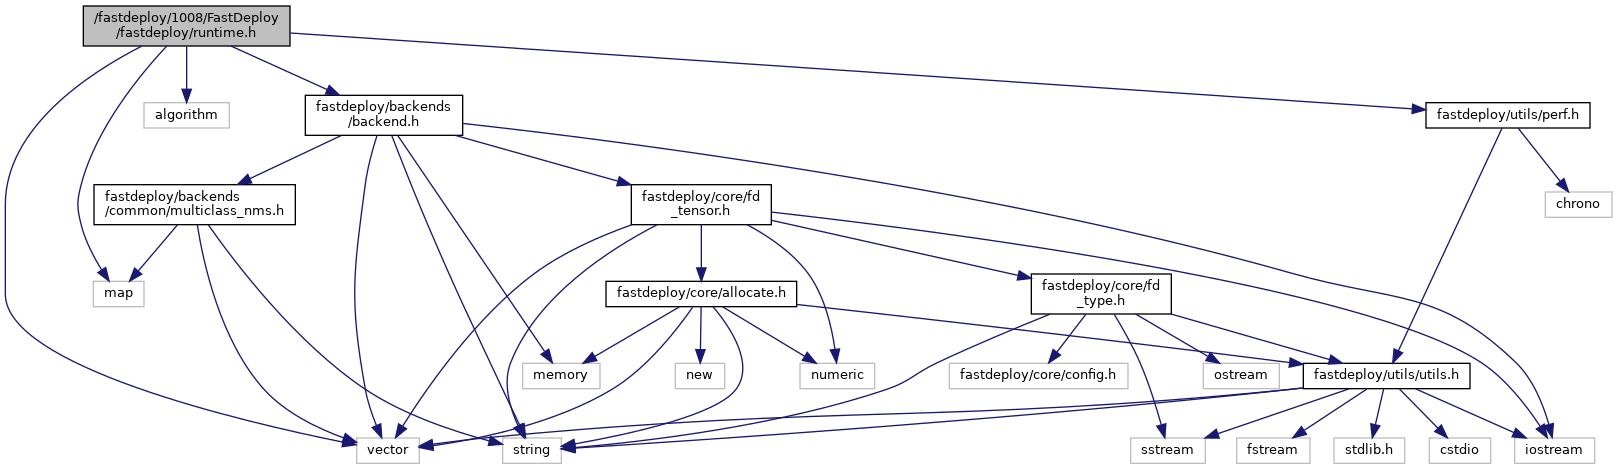 /fastdeploy/1008/FastDeploy
/fastdeploy/runtime.h
algorithm
fastdeploy/backends
/backend.h
fastdeploy/utils/perf.h
fastdeploy/backends
/common/multiclass_nms.h
fastdeploy/core/fd
_tensor.h
chrono
map
fastdeploy/core/allocate.h
fastdeploy/core/fd
_type.h
memory
new
numeric
fastdeploy/core/config.h
ostream
fastdeploy/utils/utils.h
vector
string
sstream
fstream
stdlib.h
cstdio
iostream